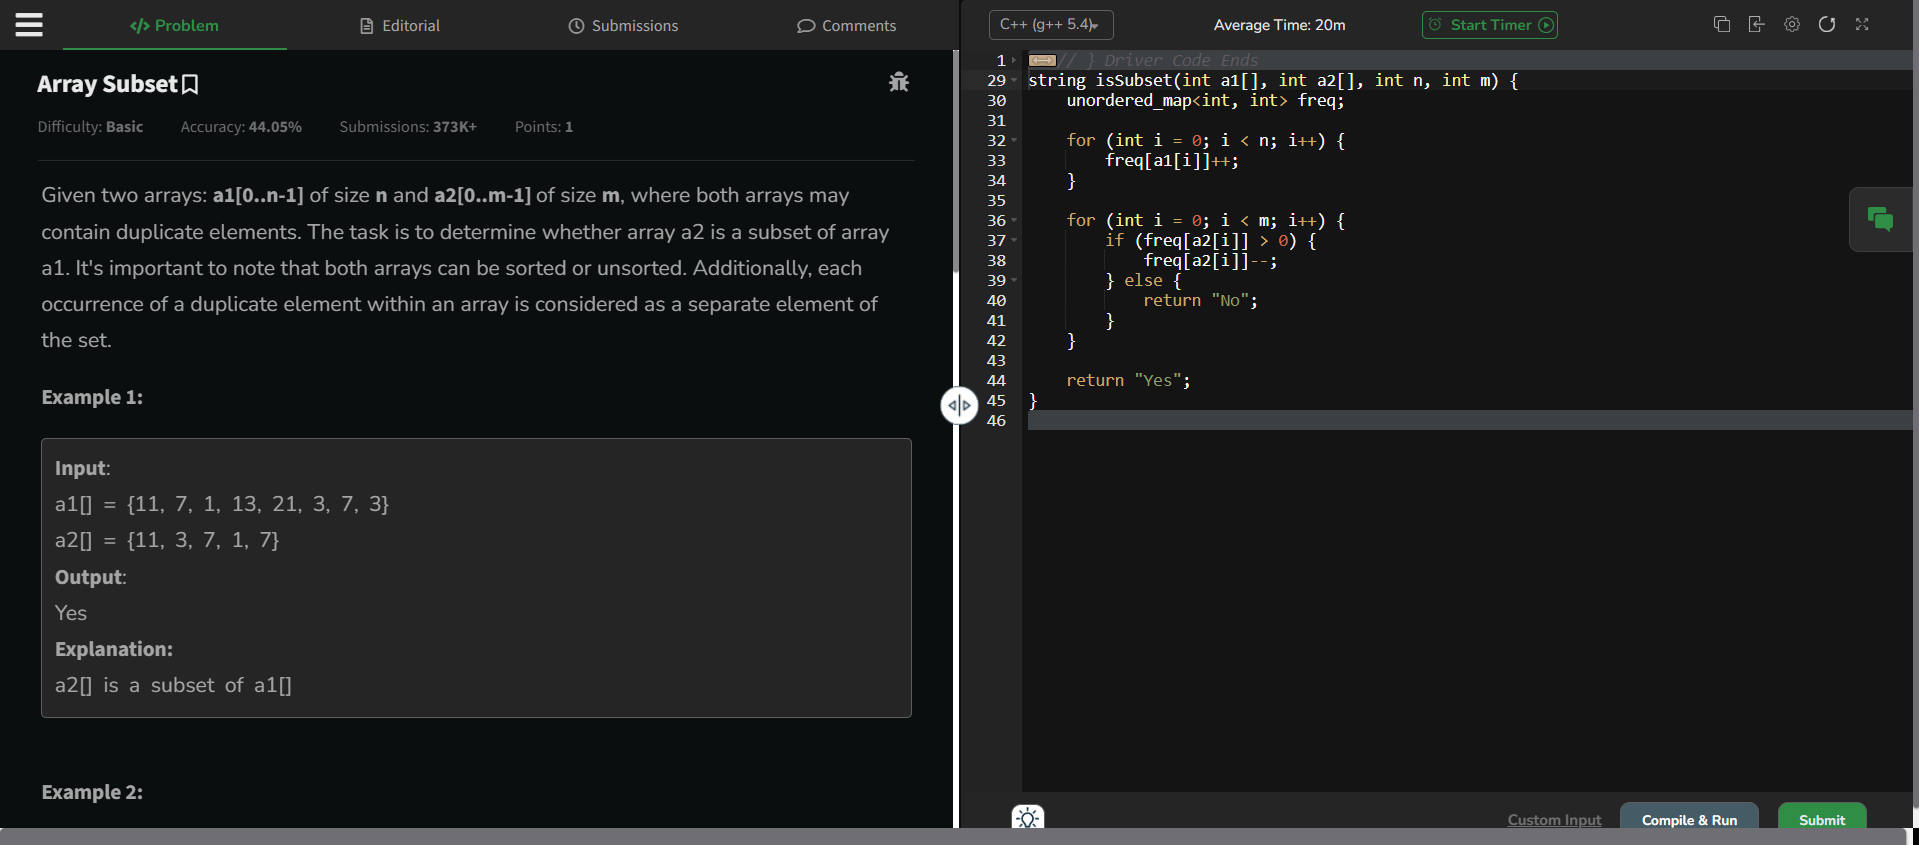 Problem
Editorial
Submissions
Comments
Array Subset
Difficulty: Basic Accuracy: 44.05% Submissions: 373K+ Points: 1
Given two arrays: a1[0..n-1] of size n and a2[0..m-1] of size m, where both arrays may
contain duplicate elements. The task is to determine whether array a2 is a subset of array
a1. It's important to note that both arrays can be sorted or unsorted. Additionally, each
occurrence of a duplicate element within an array is considered as a separate element of
the set.
Example 1:
Input:
a1[] = {11, 7, 1, 13, 21, 3, 7, 3}
a2[] = {11, 3, 7, 1, 7}
Output:
Yes
Explanation:
a2[] is a subset of a1[]
Example 2:
C++ (g++ 5.4)
Average Time: 20m
Start Timer
1 // } Driver Code Ends
29 string isSubset(int a1[], int a2[], int n, int m) {
30     unordered_map<int, int> freq;
31
32     for (int i = 0; i < n; i++) {
33         freq[a1[i]]++;
34     }
35
36     for (int i = 0; i < m; i++) {
37         if (freq[a2[i]] > 0) {
38             freq[a2[i]]--;
39         } else {
40             return "No";
41         }
42     }
43
44     return "Yes";
45 }
46
Custom Input
Compile & Run
Submit